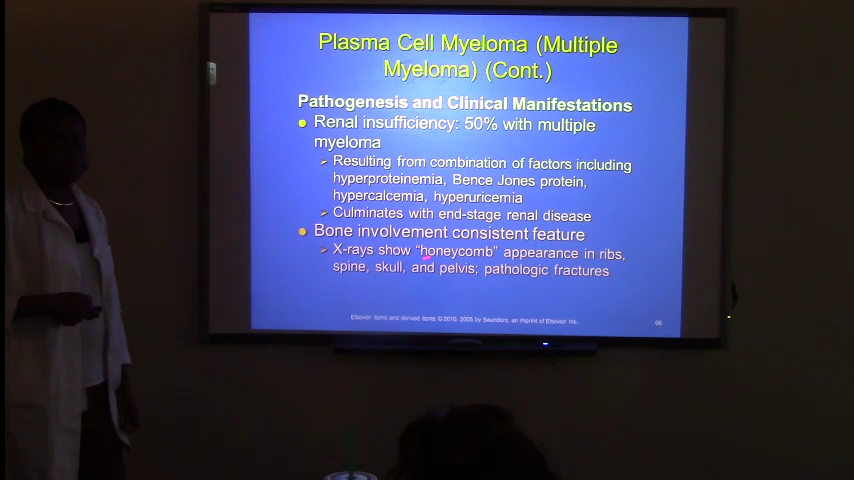 Plasma Cell Myeloma (Multiple
Myeloma) (Cont.)
Pathogenesis and Clinical Manifestations
Renal insufficiency: 50% with multiple
myeloma
Resulting from combination of factors including
hyperproteinemia, Bence Jones protein,
hypercalcemia, hyperuricemia
Culminates with end-stage renal disease
Bone involvement consistent feature
X-rays show “honeycomb” appearance in ribs,
spine, skull, and pelvis; pathologic fractures
Elsevier items and derived items © 2010, 2005 by Saunders, an imprint of Elsevier Inc.
66